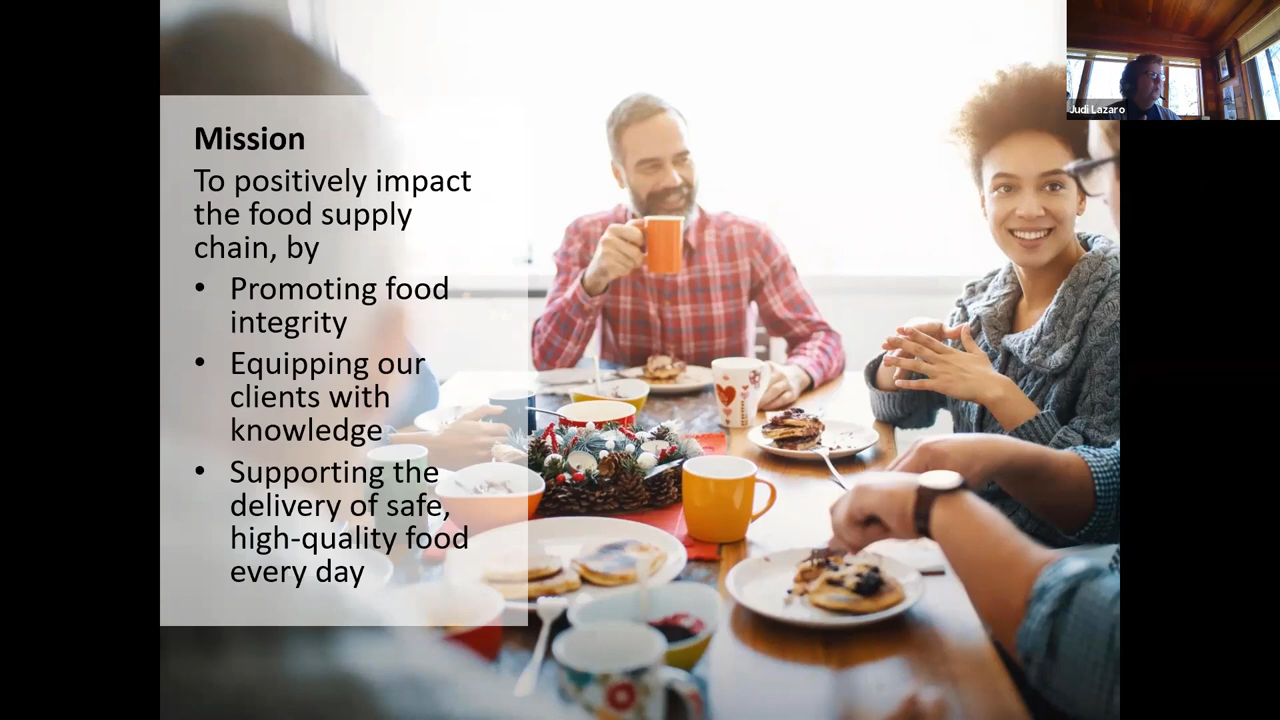 Mission
To positively impact
the food supply
chain, by
• Promoting food
integrity
• Equipping our
clients with
knowledge
• Supporting the
delivery of safe,
high-quality food
every day
Judi Lazaro